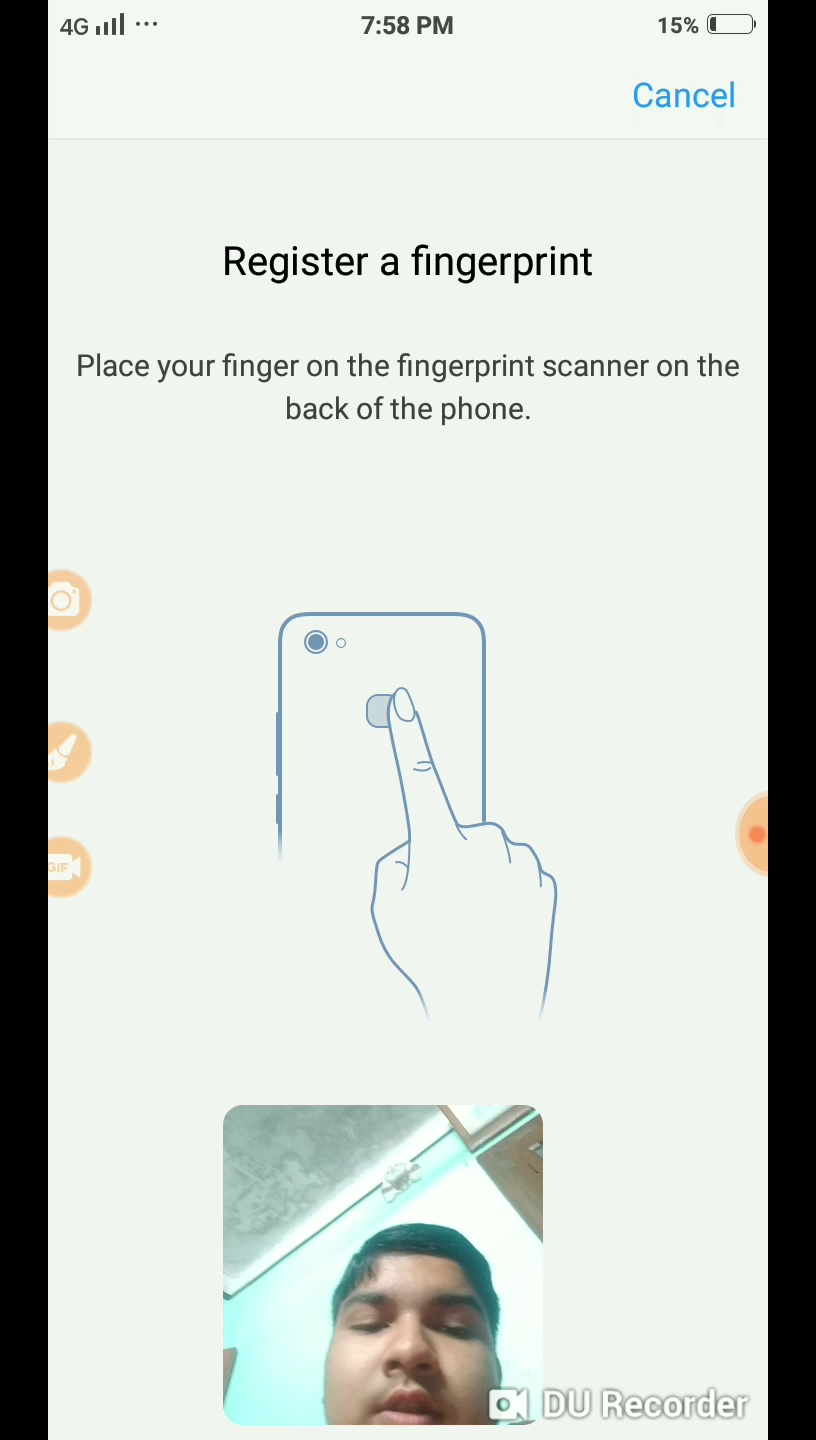 4G 7:58 PM 15%
Cancel
Register a fingerprint
Place your finger on the fingerprint scanner on the
back of the phone.
GIF
DU Recorder